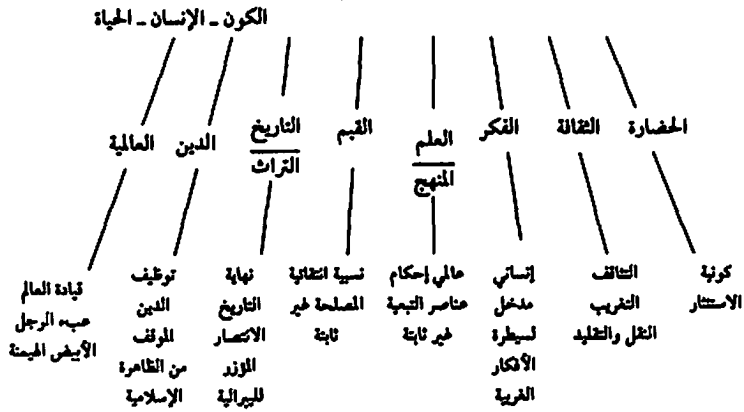 الكون - الإنسان - الحياة
الحضارة
الثقافة
الفكر
العلم
المنهج
القيم
التاريخ
التراث
الدين
العالمية
كونية
الاستئثار
التثاقف
التغريب
النقل والتقليد
إنساني
مدخل
لسيطرة
الأفكار
الغربية
عالمي إحكام
عناصر التبعية
غير ثابتة
نسبية انتقائية
المصلحة غير
ثابتة
نهاية
التاريخ
الانتصار
المؤزر
لليبرالية
توظيف
الدين
الموقف
من الظاهرة
الإسلامية
قيادة العالم
عبء الرجل
الأبيض الهيمنة